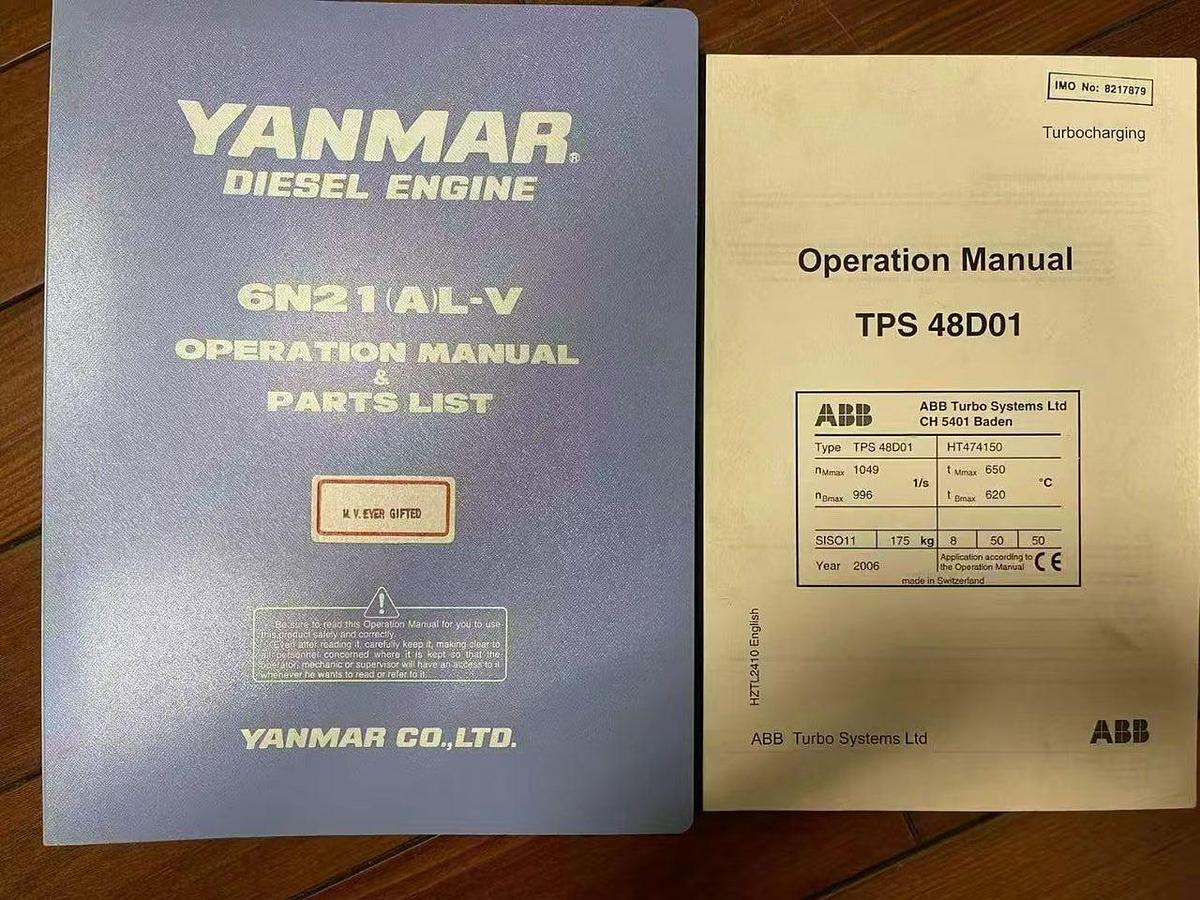 YANMAR®
DIESEL ENGINE
6N21(A)L-V
OPERATION MANUAL
&
PARTS LIST
M.V. EVER GIFTED
!
Be sure to read this Operation Manual for you to use
this product safely and correctly.
Even after reading it, carefully keep it, making clear to
all personnel concerned where it is kept so that the
operator, mechanic or supervisor will have an access to it
whenever he wants to read or refer to it.
YANMAR CO.,LTD.
IMO No: 8217879
Turbocharging
Operation Manual
TPS 48D01
ABB ABB Turbo Systems Ltd
CH 5401 Baden
Type TPS 48D01 HT474150
nMmax 1049 1/s tMmax 650 °C
nBmax 996 tBmax 620
SISO11 175 kg 8 50 50
Year 2006 Application according to
the Operation Manual CE
made in Switzerland
HZTL2410 English
ABB Turbo Systems Ltd ABB